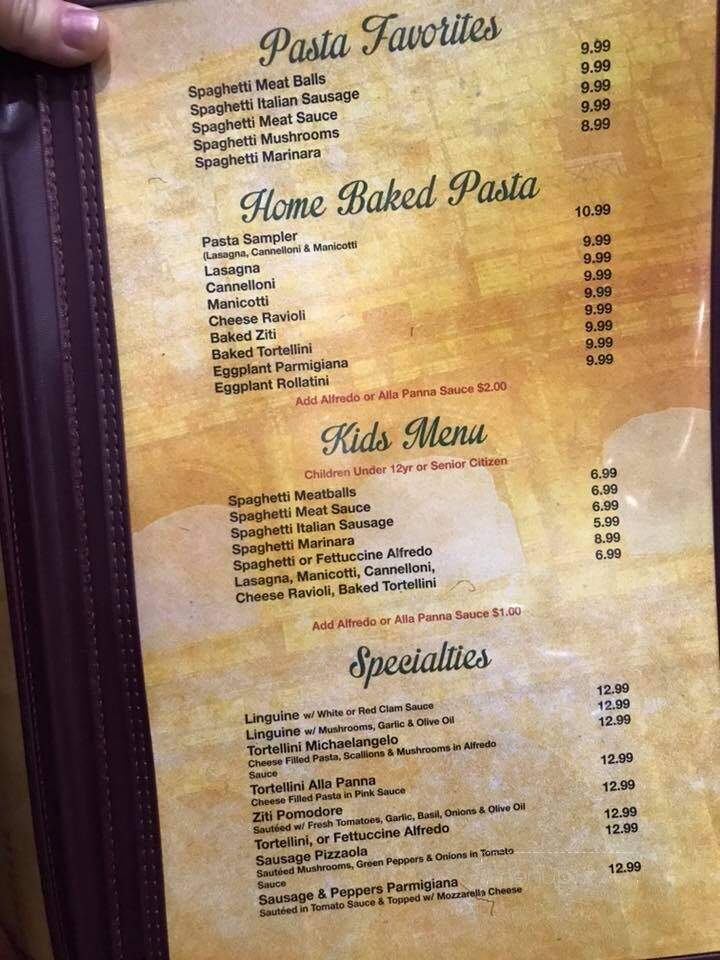 Pasta Favorites
Spaghetti Meat Balls 9.99
Spaghetti Italian Sausage 9.99
Spaghetti Meat Sauce 9.99
Spaghetti Mushrooms 9.99
Spaghetti Marinara 8.99
Home Baked Pasta
Pasta Sampler 10.99
(Lasagna, Cannelloni & Manicotti
Lasagna 9.99
Cannelloni 9.99
Manicotti 9.99
Cheese Ravioli 9.99
Baked Ziti 9.99
Baked Tortellini 9.99
Eggplant Parmigiana 9.99
Eggplant Rollatini 9.99
Add Alfredo or Alla Panna Sauce $2.00
Kids Menu
Children Under 12yr or Senior Citizen
Spaghetti Meatballs 6.99
Spaghetti Meat Sauce 6.99
Spaghetti Italian Sausage 6.99
Spaghetti Marinara 5.99
Spaghetti or Fettuccine Alfredo 8.99
Lasagna, Manicotti, Cannelloni, 6.99
Cheese Ravioli, Baked Tortellini
Add Alfredo or Alla Panna Sauce $1.00
Specialties
Linguine w/ White or Red Clam Sauce 12.99
Linguine w/ Mushrooms, Garlic & Olive Oil 12.99
Tortellini Michaelangelo 12.99
Cheese Filled Pasta, Scallions & Mushrooms in Alfredo
Sauce
Tortellini Alla Panna 12.99
Cheese Filled Pasta in Pink Sauce
Ziti Pomodore 12.99
Sautéed w/ Fresh Tomatoes, Garlic, Basil, Onions & Olive Oil
Tortellini, or Fettuccine Alfredo 12.99
Sausage Pizzaola 12.99
Sautéed Mushrooms, Green Peppers & Onions in Tomato
Sauce
Sausage & Peppers Parmigiana 12.99
Sautéed in Tomato Sauce & Topped w/ Mozzarella Cheese